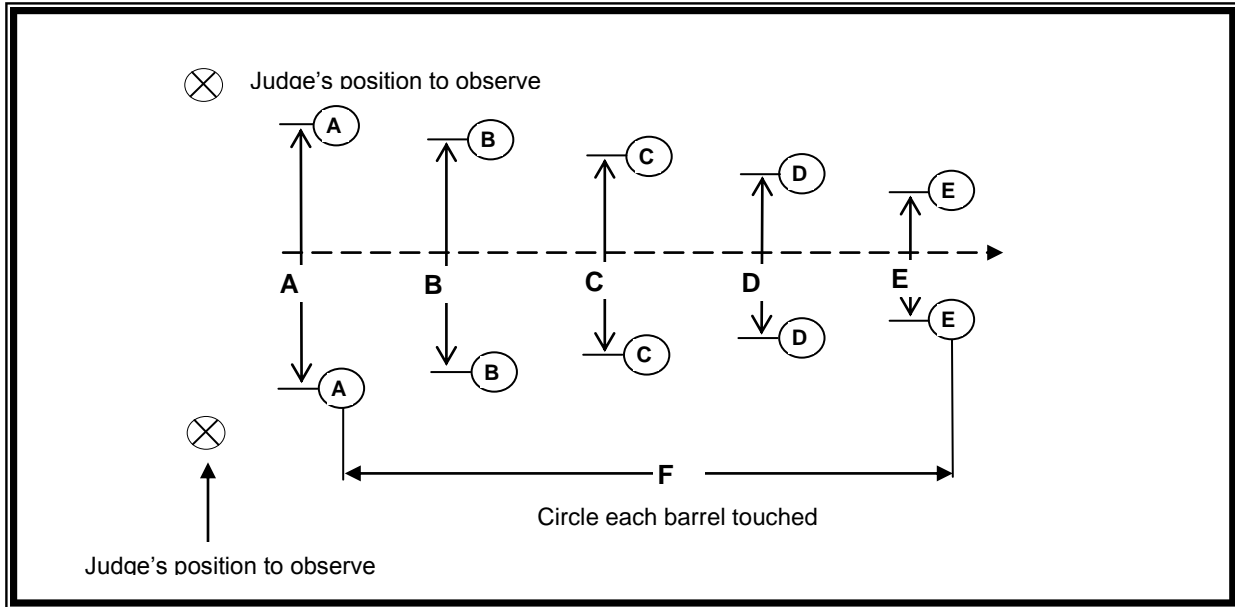 Judge's position to observe
A
B
C
D
E
A
B
C
D
E
A
B
C
D
E
F
Circle each barrel touched
Judge's position to observe